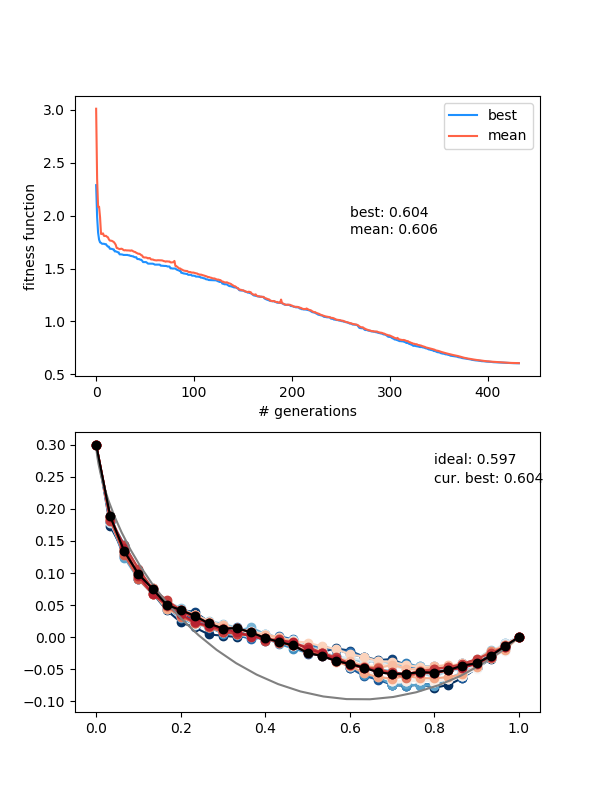 3.0
2.5
2.0
1.5
1.0
0.5
fitness function
best
mean
best: 0.604
mean: 0.606
0 100 200 300 400
# generations
0.30
0.25
0.20
0.15
0.10
0.05
0.00
−0.05
−0.10
ideal: 0.597
cur. best: 0.604
0.0 0.2 0.4 0.6 0.8 1.0